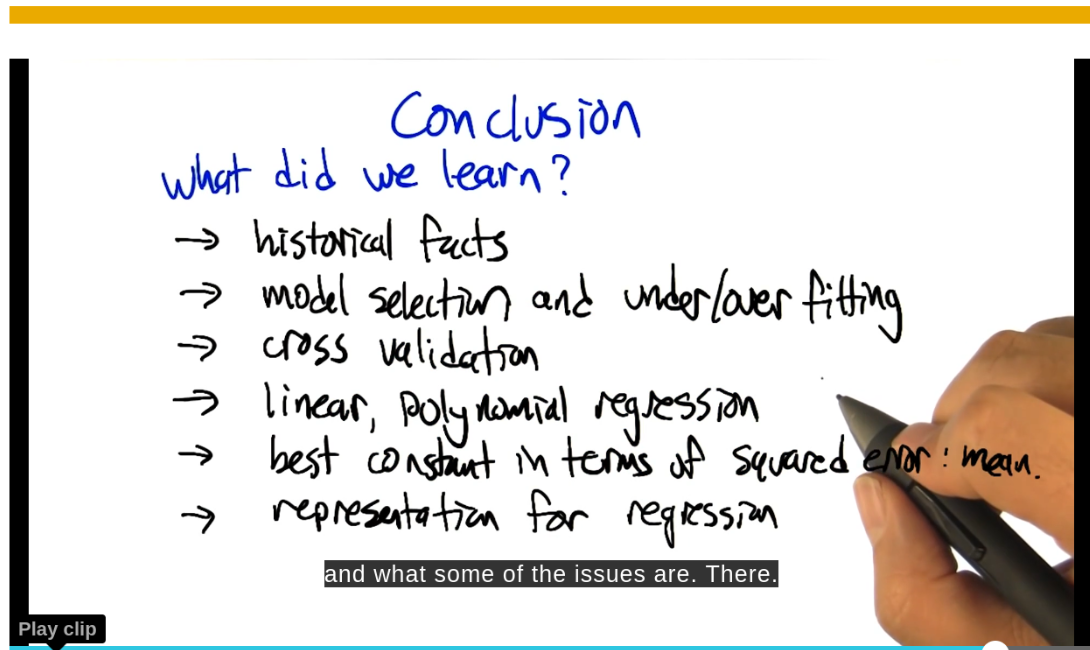 Conclusion
What did we learn?
→ historical facts
→ model selection and under/over fitting
→ cross validation
→ linear, polynomial regression
→ best constant in terms of squared error: mean.
→ representation for regression
and what some of the issues are. There.
Play clip